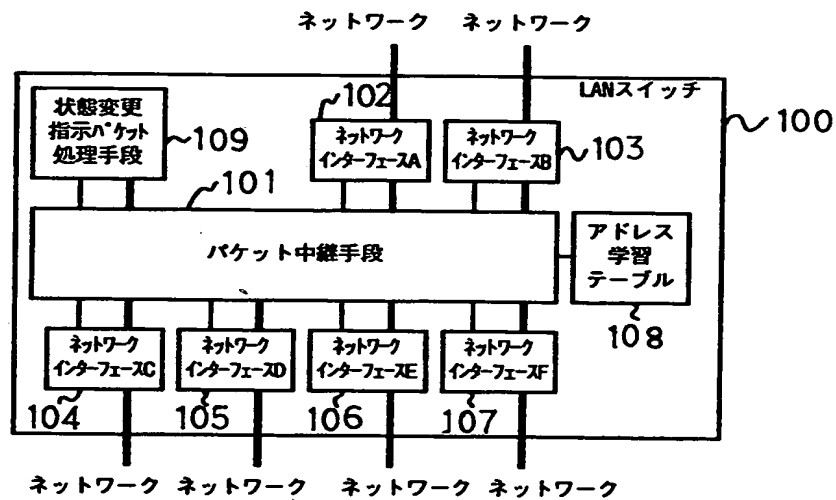 ネットワーク ネットワーク
LANスイッチ
100
状態変更
指示パケット
処理手段
109
102
ネットワーク
インターフェースA
ネットワーク
インターフェースB
103
101
パケット中継手段
アドレス
学習
テーブル
108
ネットワーク
インターフェースC
ネットワーク
インターフェースD
ネットワーク
インターフェースE
ネットワーク
インターフェースF
104
105
106
107
ネットワーク ネットワーク ネットワーク ネットワーク